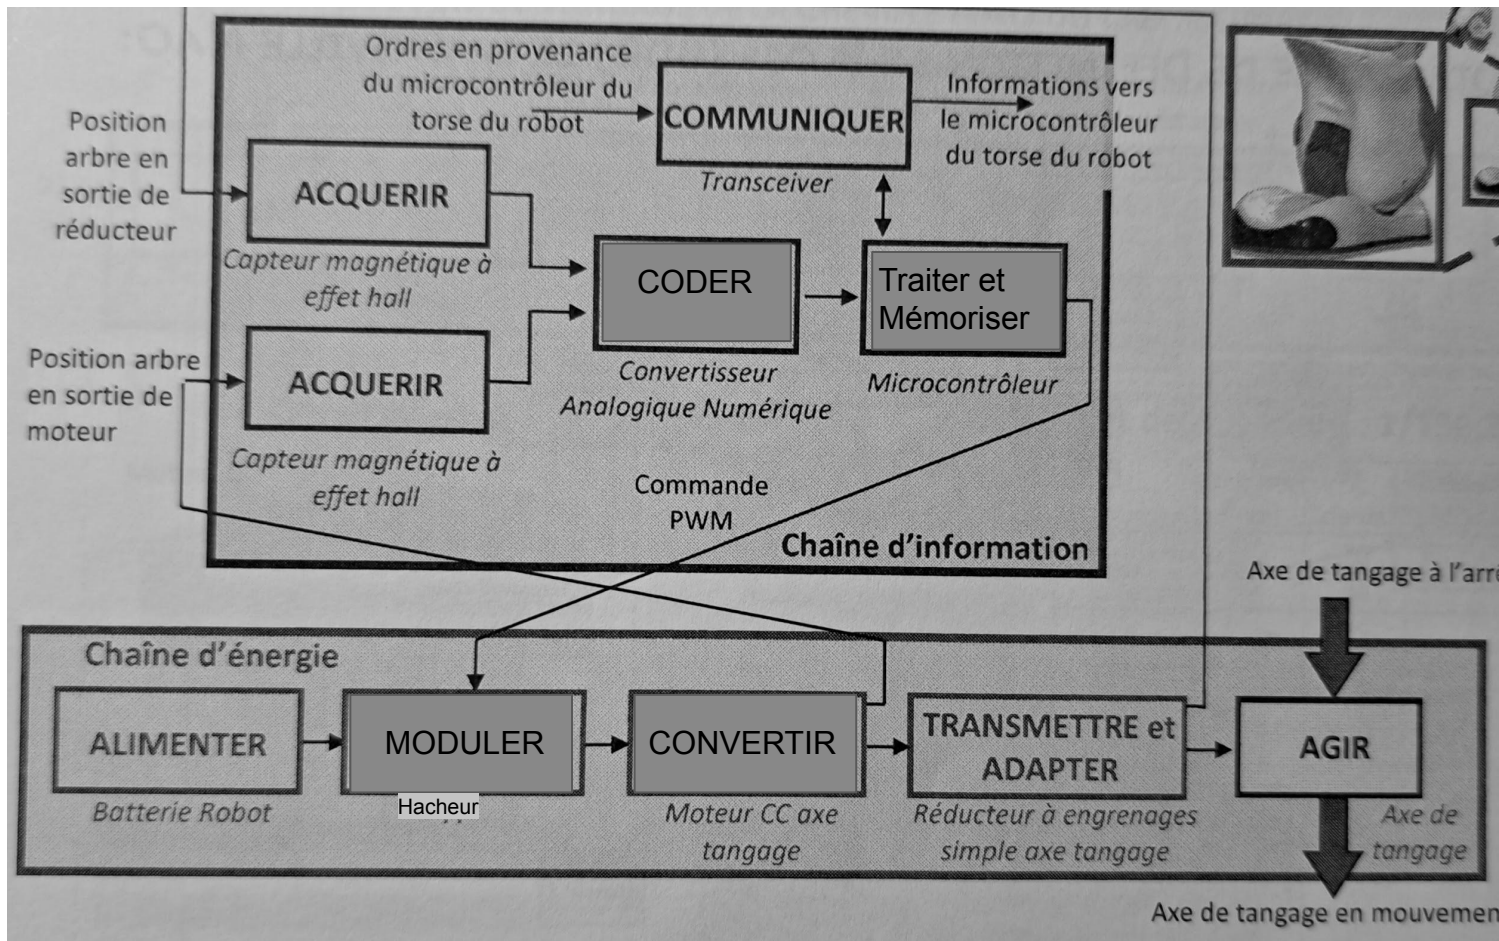 Ordres en provenance
du microcontrôleur du
torse du robot
COMMUNIQUER
Transceiver
Informations vers
le microcontrôleur
du torse du robot
Position
arbre en
sortie de
réducteur
ACQUERIR
Capteur magnétique à
effet hall
CODER
Convertisseur
Analogique Numérique
Traiter et
Mémoriser
Microcontrôleur
Position arbre
en sortie de
moteur
ACQUERIR
Capteur magnétique à
effet hall
Commande
PWM
Chaîne d'information
Axe de tangage à l'arrê
Chaîne d'énergie
ALIMENTER
Batterie Robot
MODULER
Hacheur
CONVERTIR
Moteur CC axe
tangage
TRANSMETTRE et
ADAPTER
Réducteur à engrenages
simple axe tangage
AGIR
Axe de
tangage
Axe de tangage en mouvemen